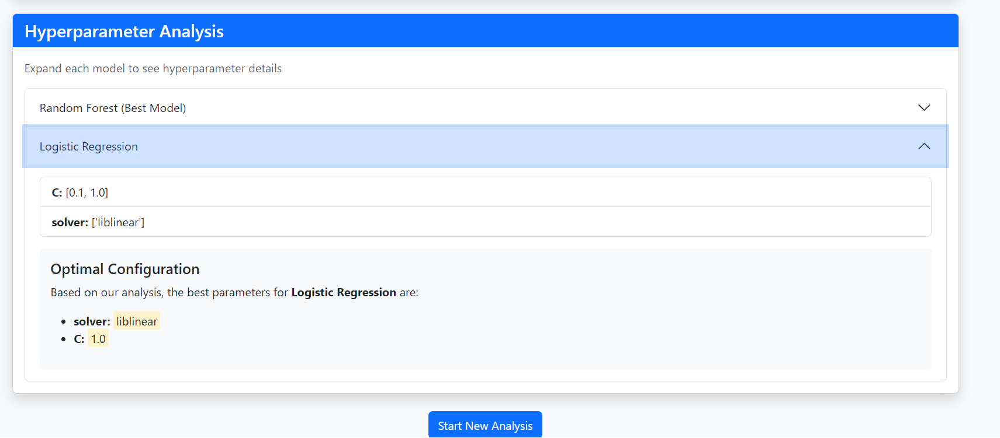 Hyperparameter Analysis
Expand each model to see hyperparameter details
Random Forest (Best Model)
Logistic Regression
C: [0.1, 1.0]
solver: ['liblinear']
Optimal Configuration
Based on our analysis, the best parameters for Logistic Regression are:
• solver: liblinear
• C: 1.0
Start New Analysis